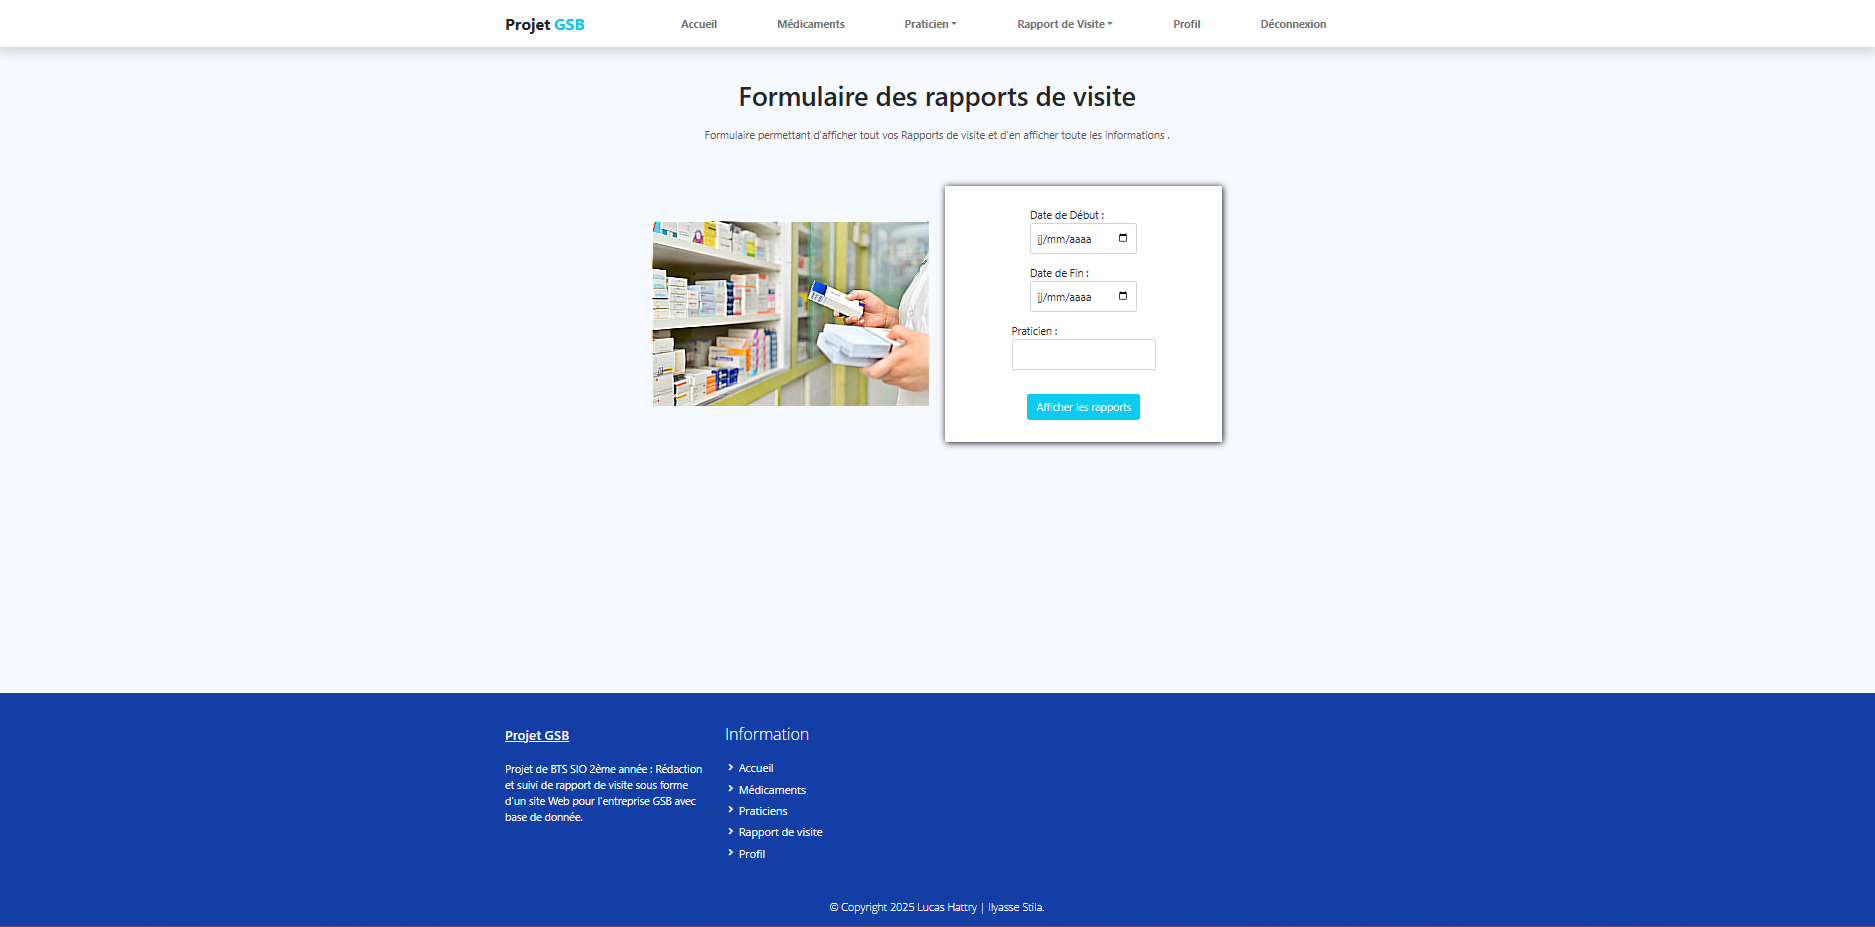 Projet GSB
Accueil
Médicaments
Praticien
Rapport de Visite
Profil
Déconnexion
Formulaire des rapports de visite
Formulaire permettant d'afficher tout vos Rapports de visite et d'en afficher toute les informations .
Date de Début :
jj/mm/aaaa
Date de Fin :
jj/mm/aaaa
Praticien :
Afficher les rapports
Projet GSB
Projet de BTS SIO 2ème année : Rédaction
et suivi de rapport de visite sous forme
d'un site Web pour l'entreprise GSB avec
base de donnée.
Information
Accueil
Médicaments
Praticiens
Rapport de visite
Profil
© Copyright 2025 Lucas Hattry | Ilyasse Stila.